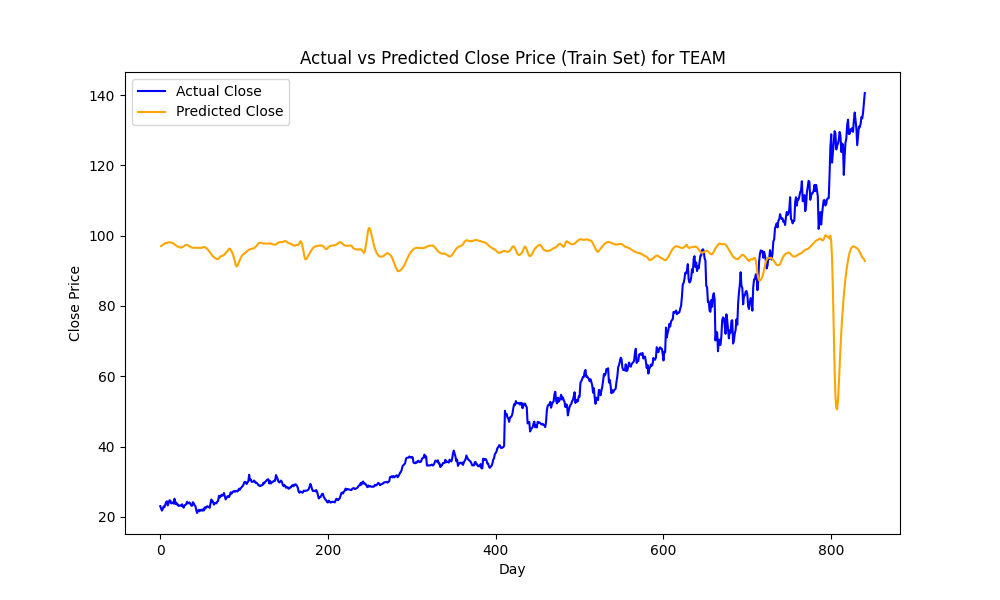 Actual vs Predicted Close Price (Train Set) for TEAM
Actual Close
Predicted Close
Close Price
140
120
100
80
60
40
20
0 200 400 600 800
Day